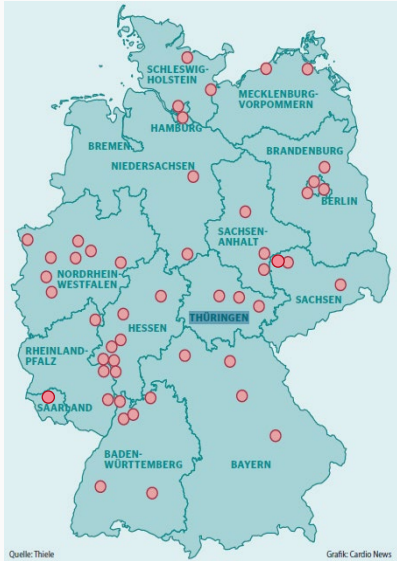 SCHLESWIG-
HOLSTEIN
MECKLENBURG-
VORPOMMERN
HAMBURG
BREMEN
NIEDERSACHSEN
BRANDENBURG
BERLIN
SACHSEN-
ANHALT
NORDRHEIN-
WESTFALEN
SACHSEN
THÜRINGEN
HESSEN
RHEINLAND-
PFALZ
SAARLAND
BADEN-
WÜRTTEMBERG
BAYERN
Quelle: Thiele
Grafik: Cardio News